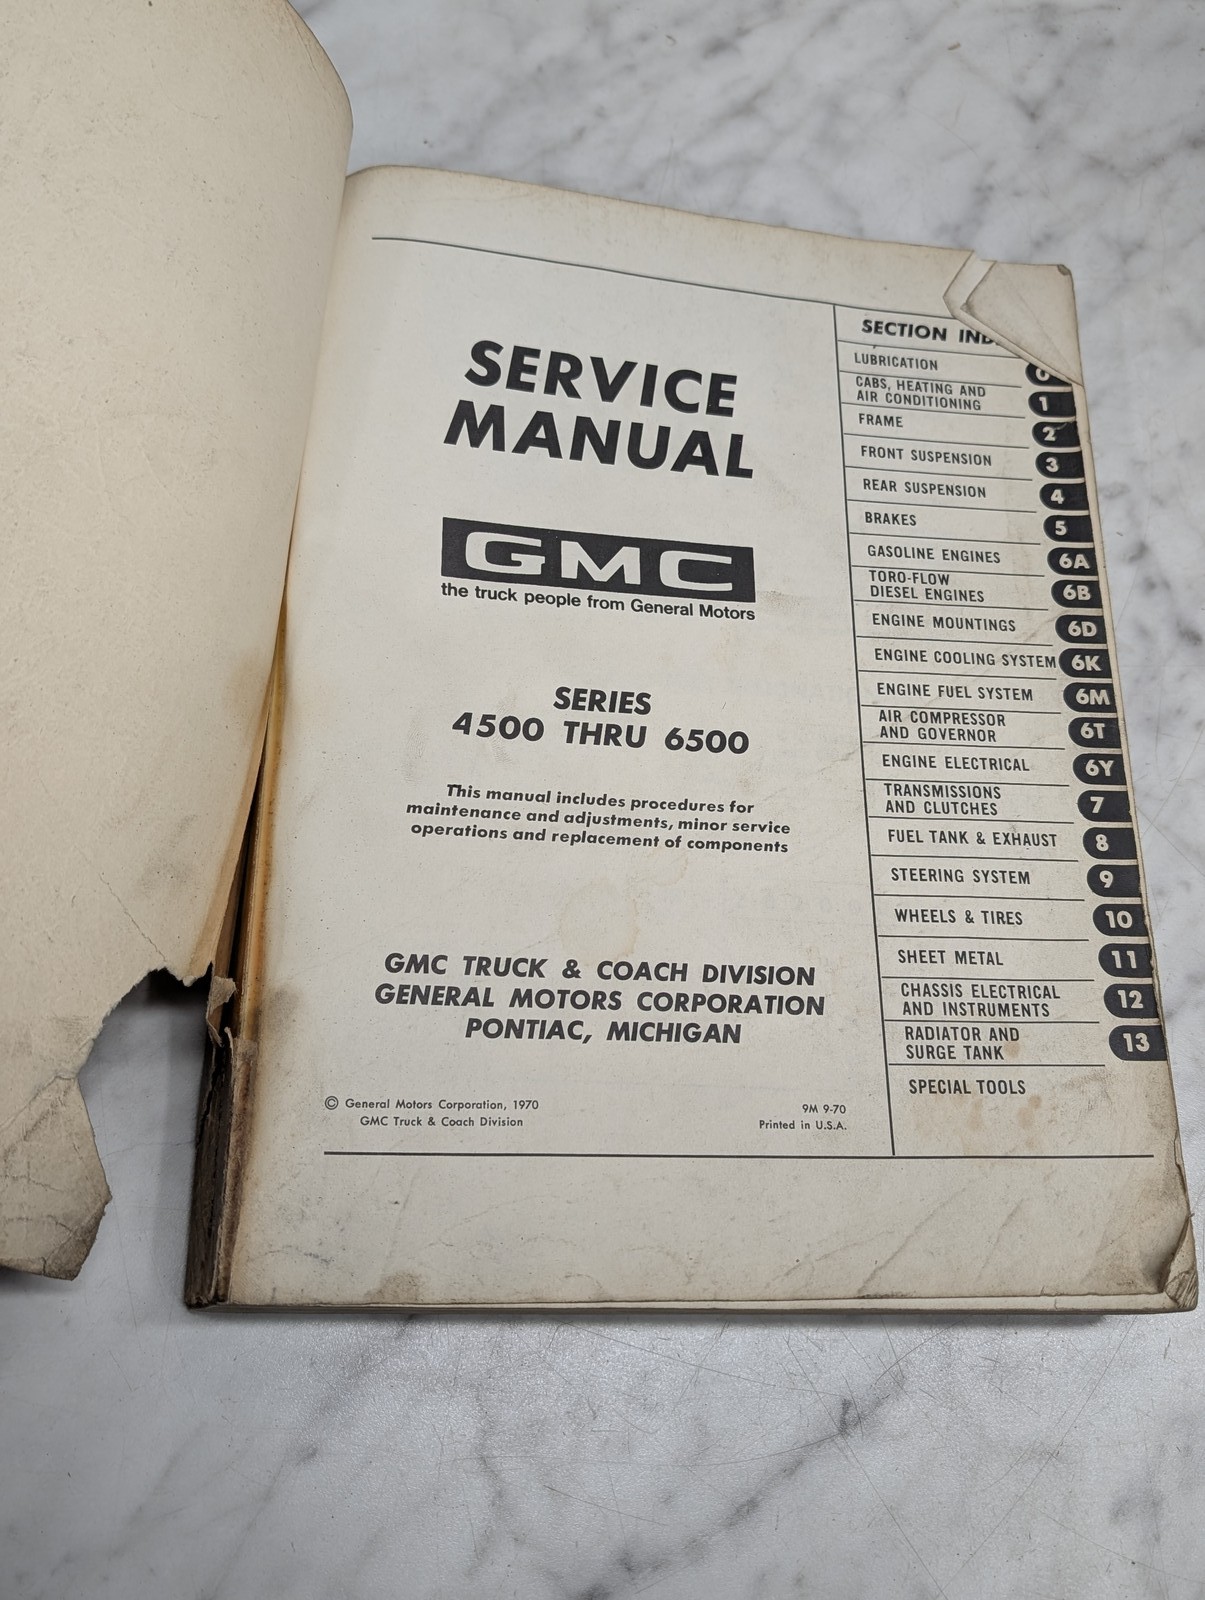 SERVICE
MANUAL
GMC
the truck people from General Motors
SERIES
4500 THRU 6500
This manual includes procedures for
maintenance and adjustments, minor service
operations and replacement of components
GMC TRUCK & COACH DIVISION
GENERAL MOTORS CORPORATION
PONTIAC, MICHIGAN
© General Motors Corporation, 1970
GMC Truck & Coach Division
9M 9-70
Printed in U.S.A.
SECTION
LUBRICATION 0
CABS, HEATING AND
AIR CONDITIONING 1
FRAME 2
FRONT SUSPENSION 3
REAR SUSPENSION 4
BRAKES 5
GASOLINE ENGINES 6A
TORO-FLOW
DIESEL ENGINES 6B
ENGINE MOUNTINGS 6D
ENGINE COOLING SYSTEM 6K
ENGINE FUEL SYSTEM 6M
AIR COMPRESSOR
AND GOVERNOR 6T
ENGINE ELECTRICAL 6Y
TRANSMISSIONS
AND CLUTCHES 7
FUEL TANK & EXHAUST 8
STEERING SYSTEM 9
WHEELS & TIRES 10
SHEET METAL 11
CHASSIS ELECTRICAL
AND INSTRUMENTS 12
RADIATOR AND
SURGE TANK 13
SPECIAL TOOLS